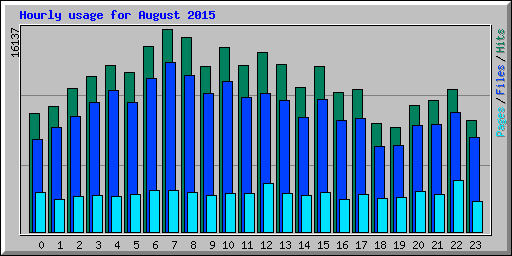 Hourly usage for August 2015
16137
Pages/Files/Hits
0 1 2 3 4 5 6 7 8 9 10 11 12 13 14 15 16 17 18 19 20 21 22 23